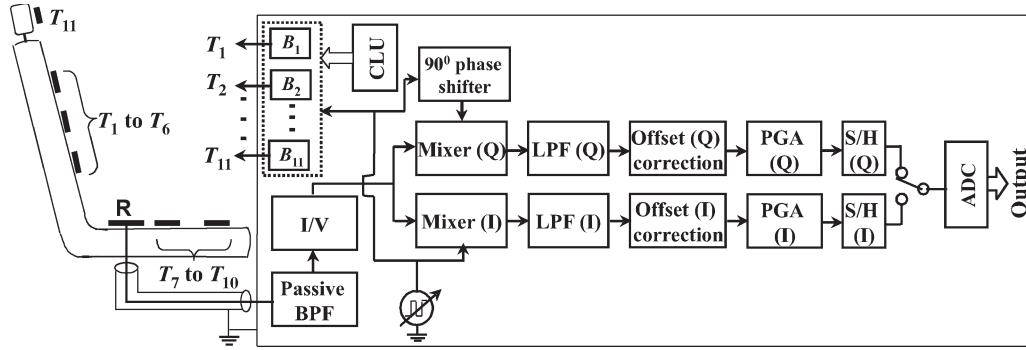 T11
T1 to T6
R
T7 to T10
T1
T2
T11
B1
B2
B11
CLU
90⁰ phase
shifter
Mixer (Q)
LPF (Q)
Offset (Q)
correction
PGA
(Q)
S/H
(Q)
I/V
Mixer (I)
LPF (I)
Offset (I)
correction
PGA
(I)
S/H
(I)
ADC
Output
Passive
BPF